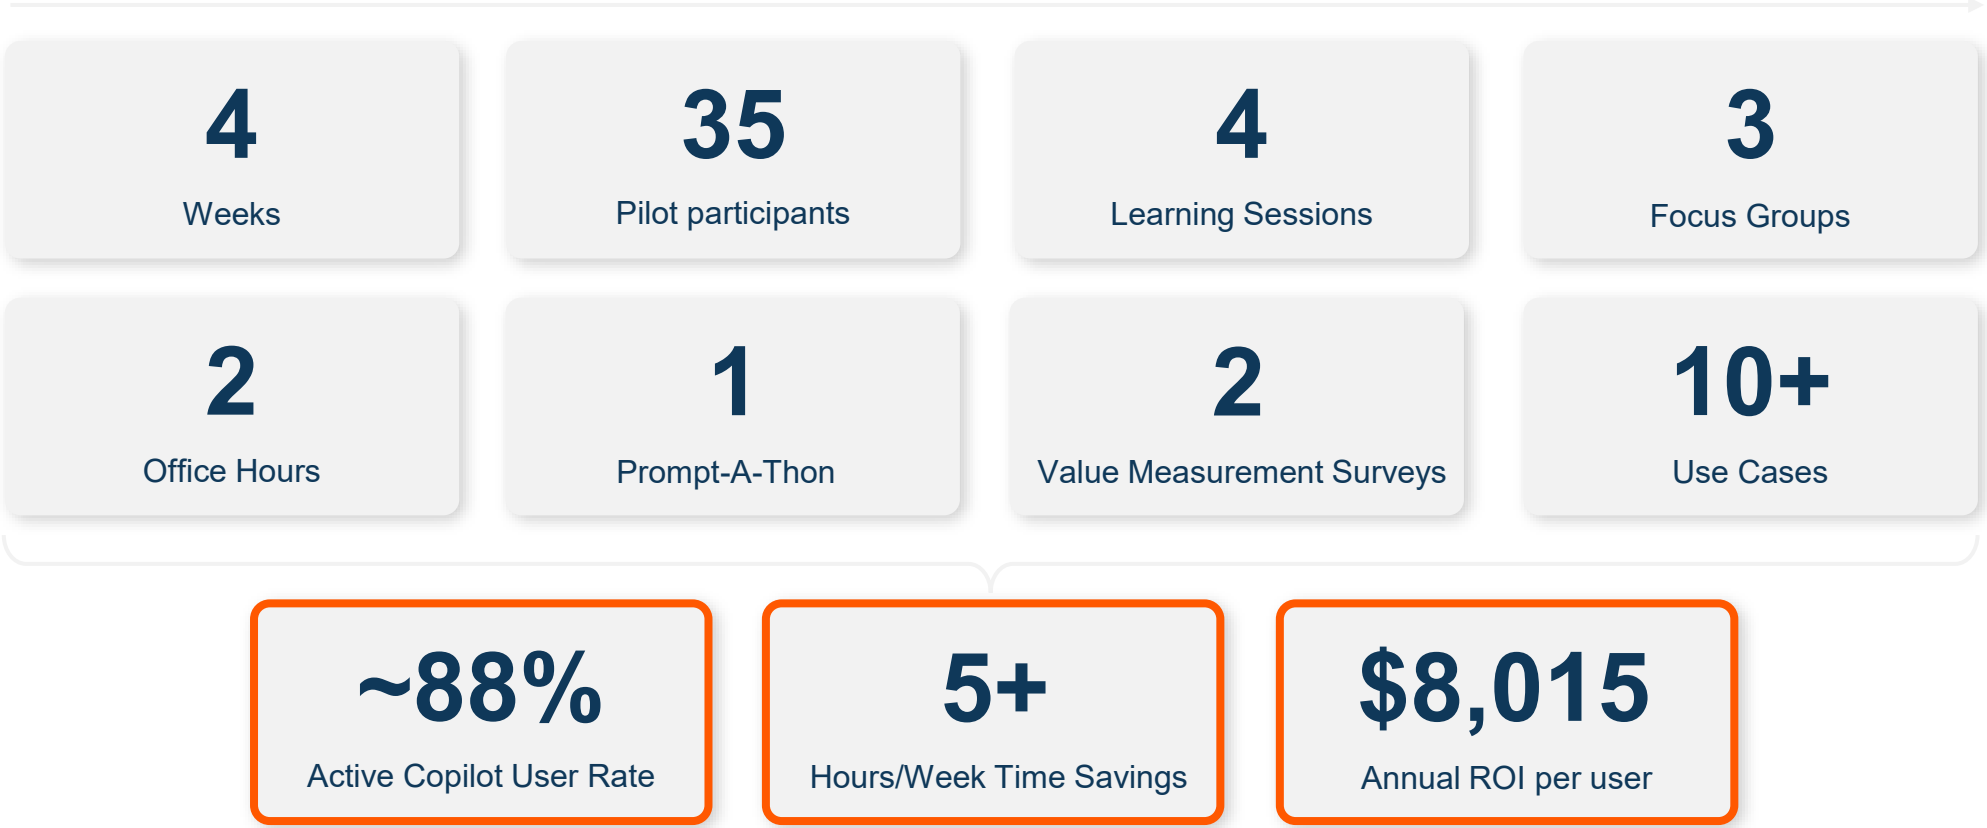 4
Weeks
35
Pilot participants
4
Learning Sessions
3
Focus Groups
2
Office Hours
1
Prompt-A-Thon
2
Value Measurement Surveys
10+
Use Cases
~88%
Active Copilot User Rate
5+
Hours/Week Time Savings
$8,015
Annual ROI per user